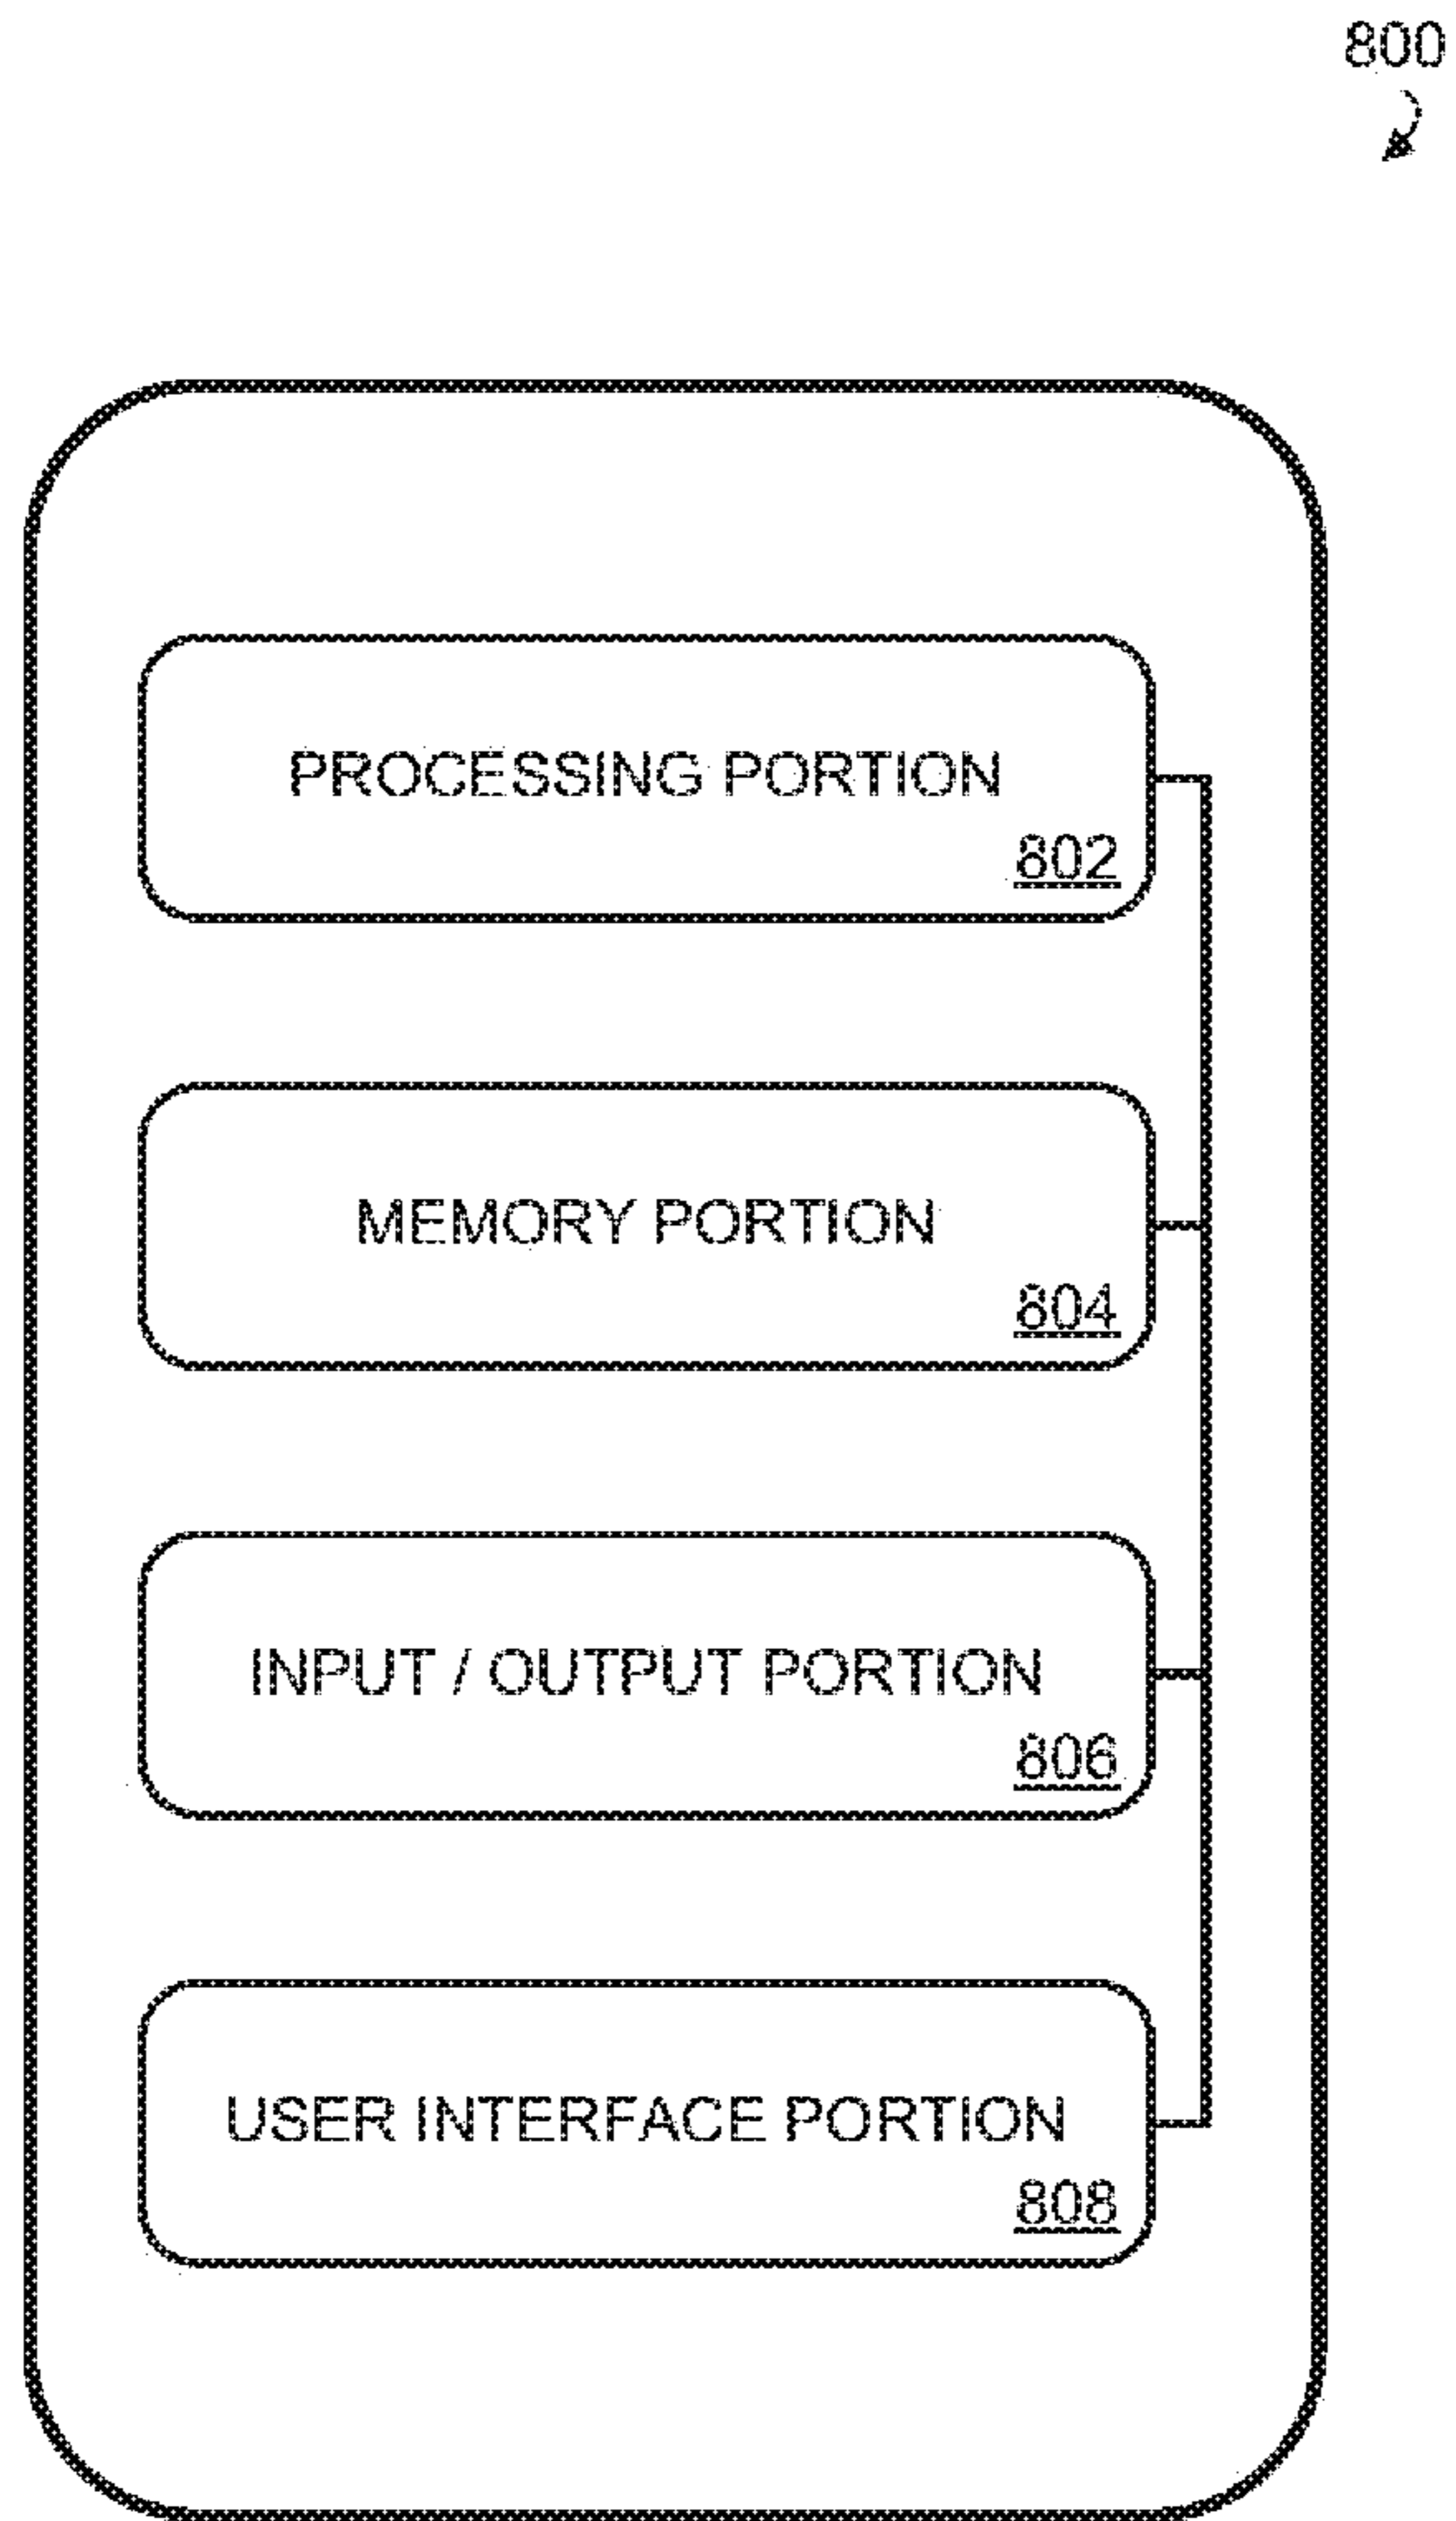 800
PROCESSING PORTION
802
MEMORY PORTION
804
INPUT / OUTPUT PORTION
806
USER INTERFACE PORTION
808